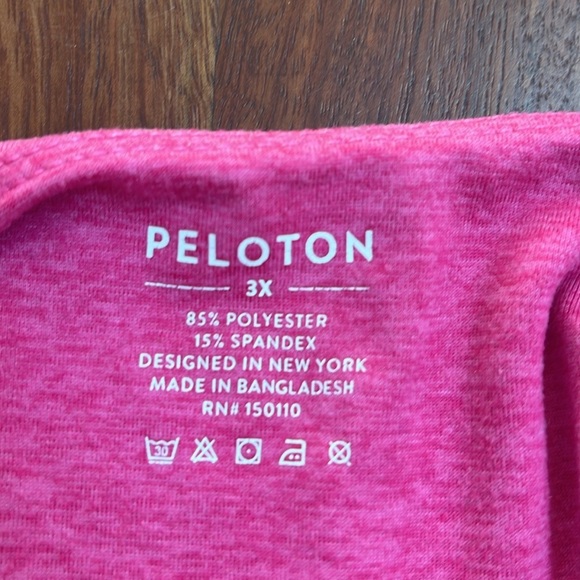 PELOTON
3X
85% POLYESTER
15% SPANDEX
DESIGNED IN NEW YORK
MADE IN BANGLADESH
RN# 150110
30